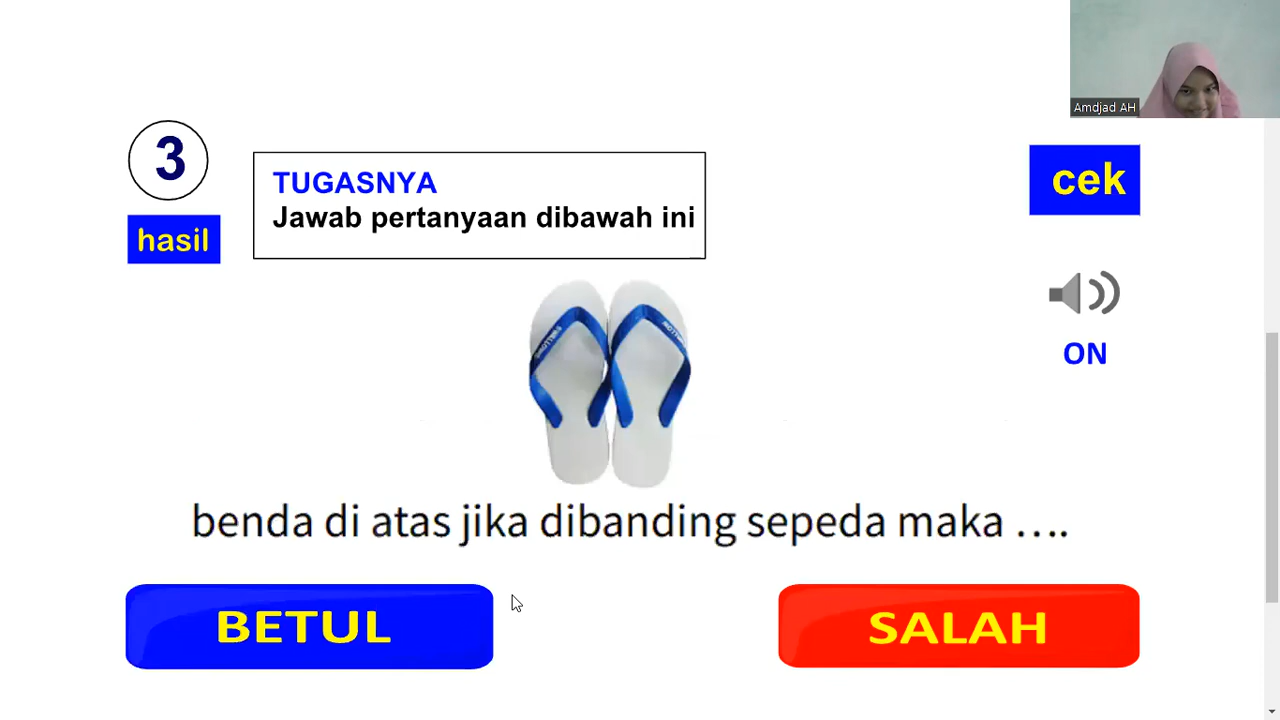 Amdjad AH
3
TUGASNYA
Jawab pertanyaan dibawah ini
cek
hasil
ON
benda di atas jika dibanding sepeda maka ….
BETUL
SALAH